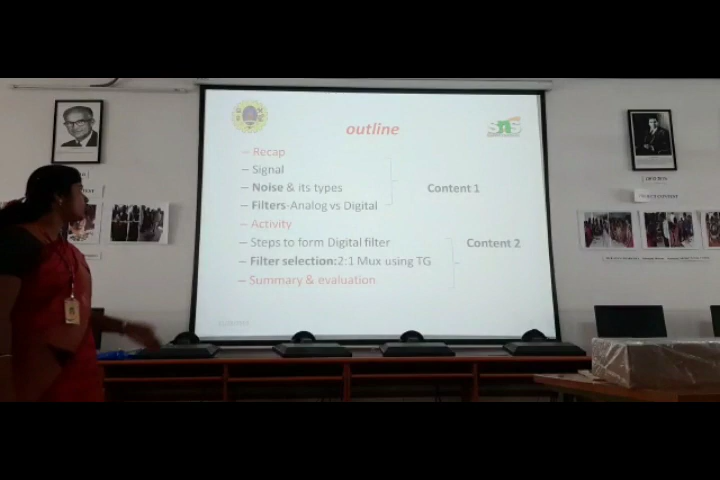 outline
SnS
– Recap
– Signal
– Noise & its types
– Filters-Analog vs Digital
Content 1
– Activity
– Steps to form Digital filter
Content 2
– Filter selection:2:1 Mux using TG
– Summary & evaluation